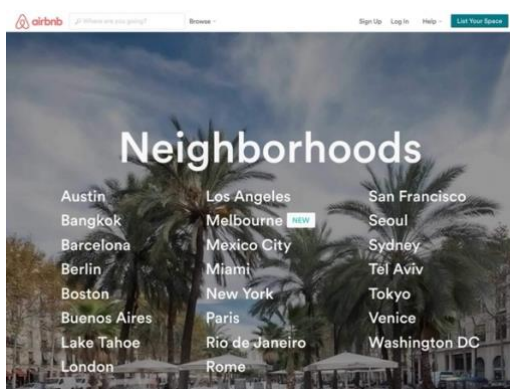 airbnb Where are you going? Browse Sign Up Log In Help List Your Space
Neighborhoods
Austin
Bangkok
Barcelona
Berlin
Boston
Buenos Aires
Lake Tahoe
London
Los Angeles
Melbourne NEW
Mexico City
Miami
New York
Paris
Rio de Janeiro
Rome
San Francisco
Seoul
Sydney
Tel Aviv
Tokyo
Venice
Washington DC